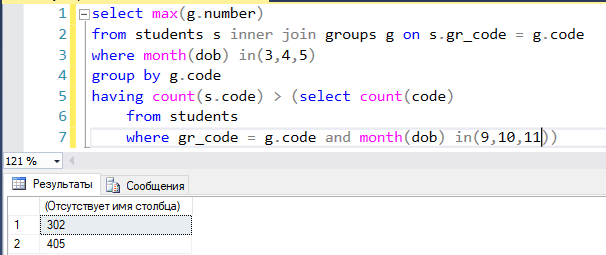 1 select max(g.number)
2 from students s inner join groups g on s.gr_code = g.code
3 where month(dob) in(3,4,5)
4 group by g.code
5 having count(s.code) > (select count(code)
6 from students
7 where gr_code = g.code and month(dob) in(9,10,11))
121 %
Результаты Сообщения
(Отсутствует имя столбца)
1 302
2 405